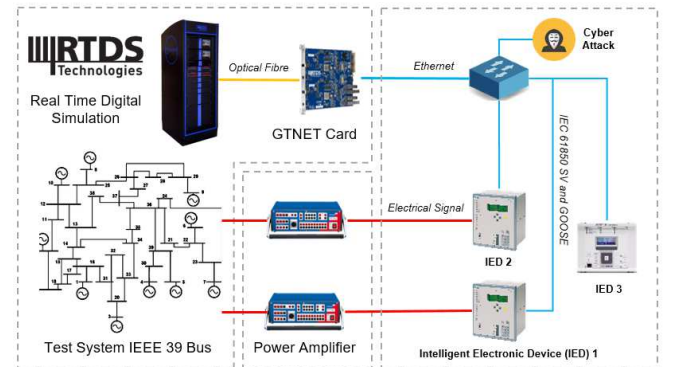 RTDS
Technologies
Real Time Digital
Simulation
Optical Fibre
RTDS
GTNET Card
Ethernet
Cyber
Attack
IEC 61850 SV and GOOSE
Electrical Signal
IED 2
IED 3
Test System IEEE 39 Bus
Power Amplifier
Intelligent Electronic Device (IED) 1